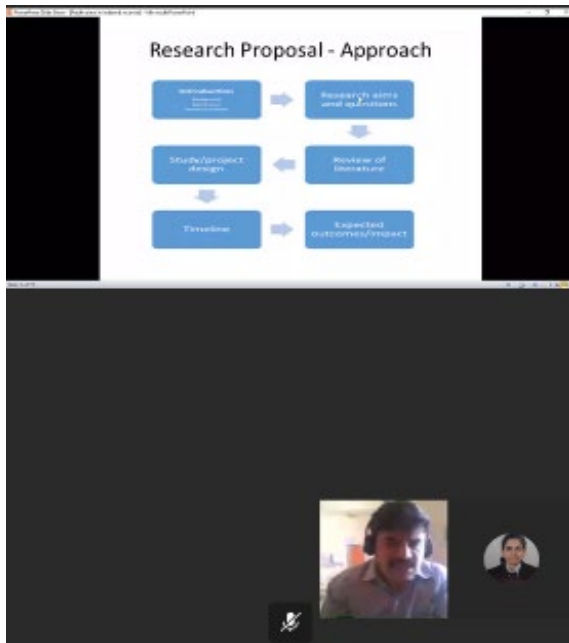 Research Proposal - Approach
Introduction
Research aims
and questions
Study/project
design
Review of
literature
Timeline
Expected
outcomes/impact